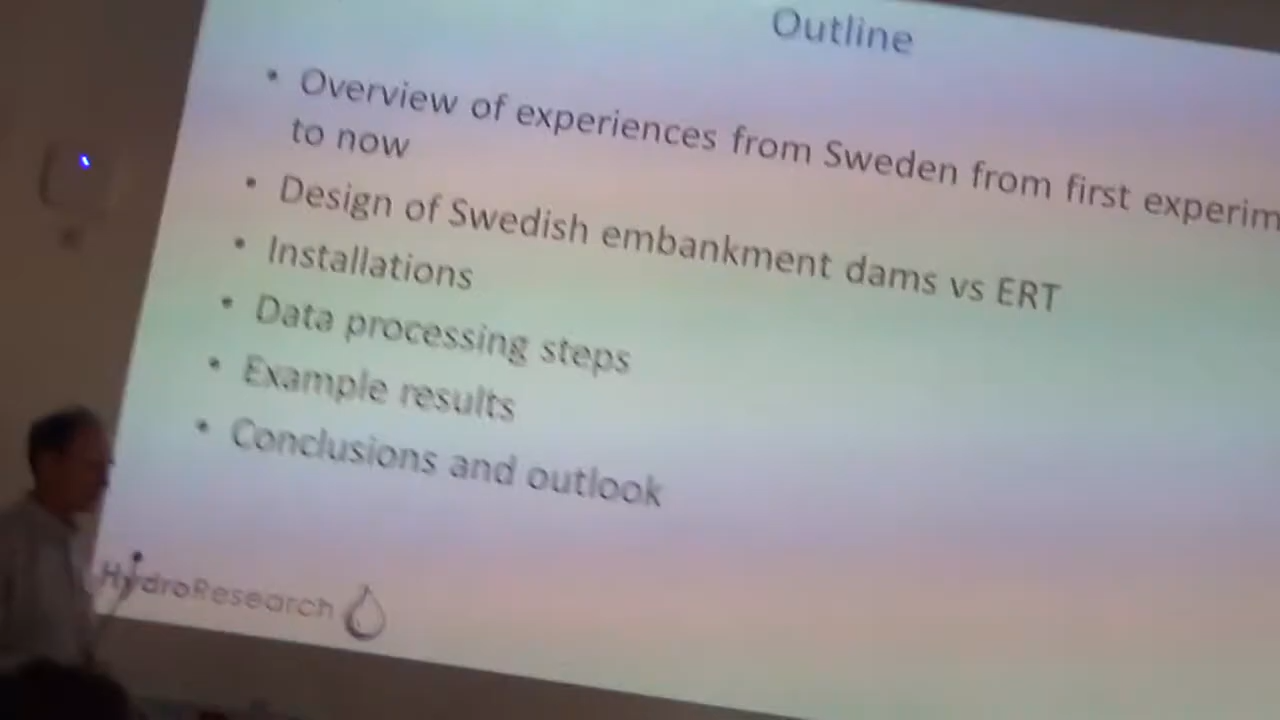 Outline
• Overview of experiences from Sweden from first experim
to now
• Design of Swedish embankment dams vs ERT
• Installations
• Data processing steps
• Example results
• Conclusions and outlook
HydroResearch